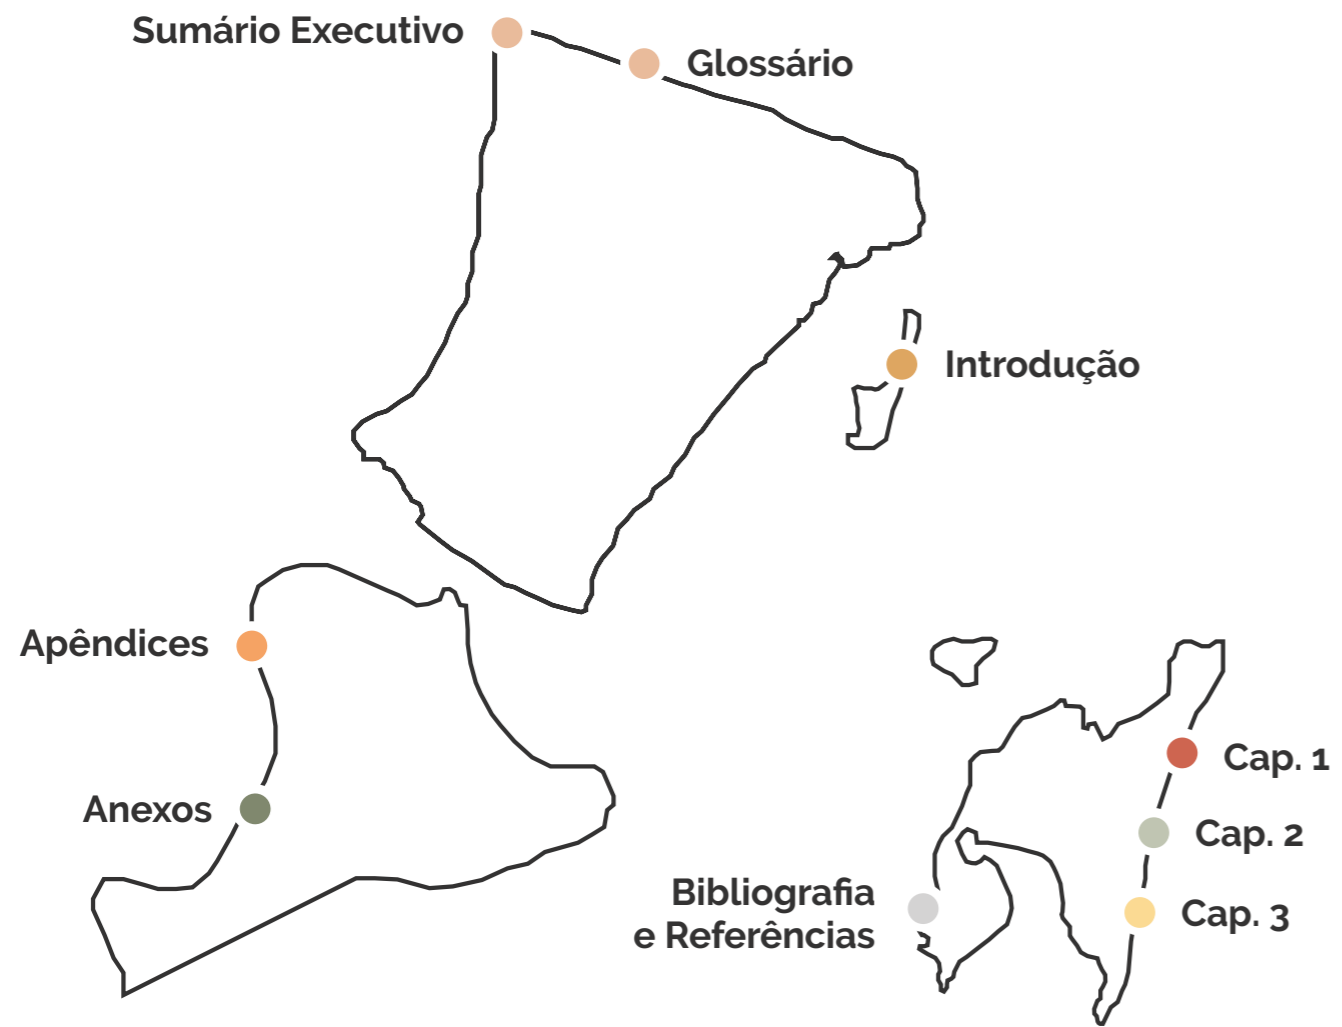 Sumário Executivo
Glossário
Introdução
Apêndices
Anexos
Cap. 1
Cap. 2
Bibliografia
e Referências
Cap. 3